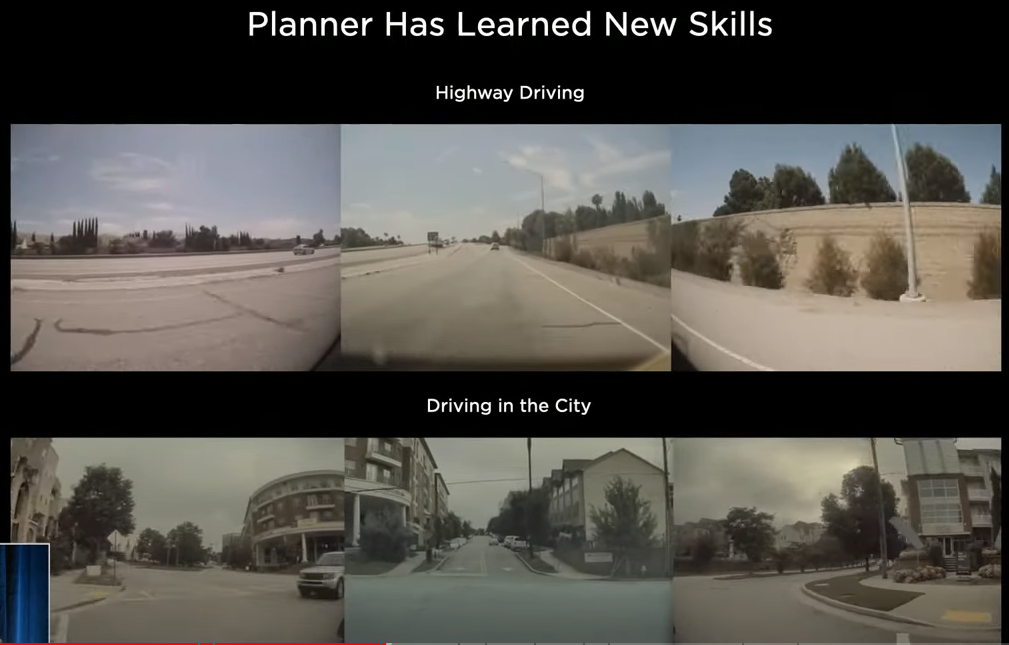 Planner Has Learned New Skills
Highway Driving
Driving in the City